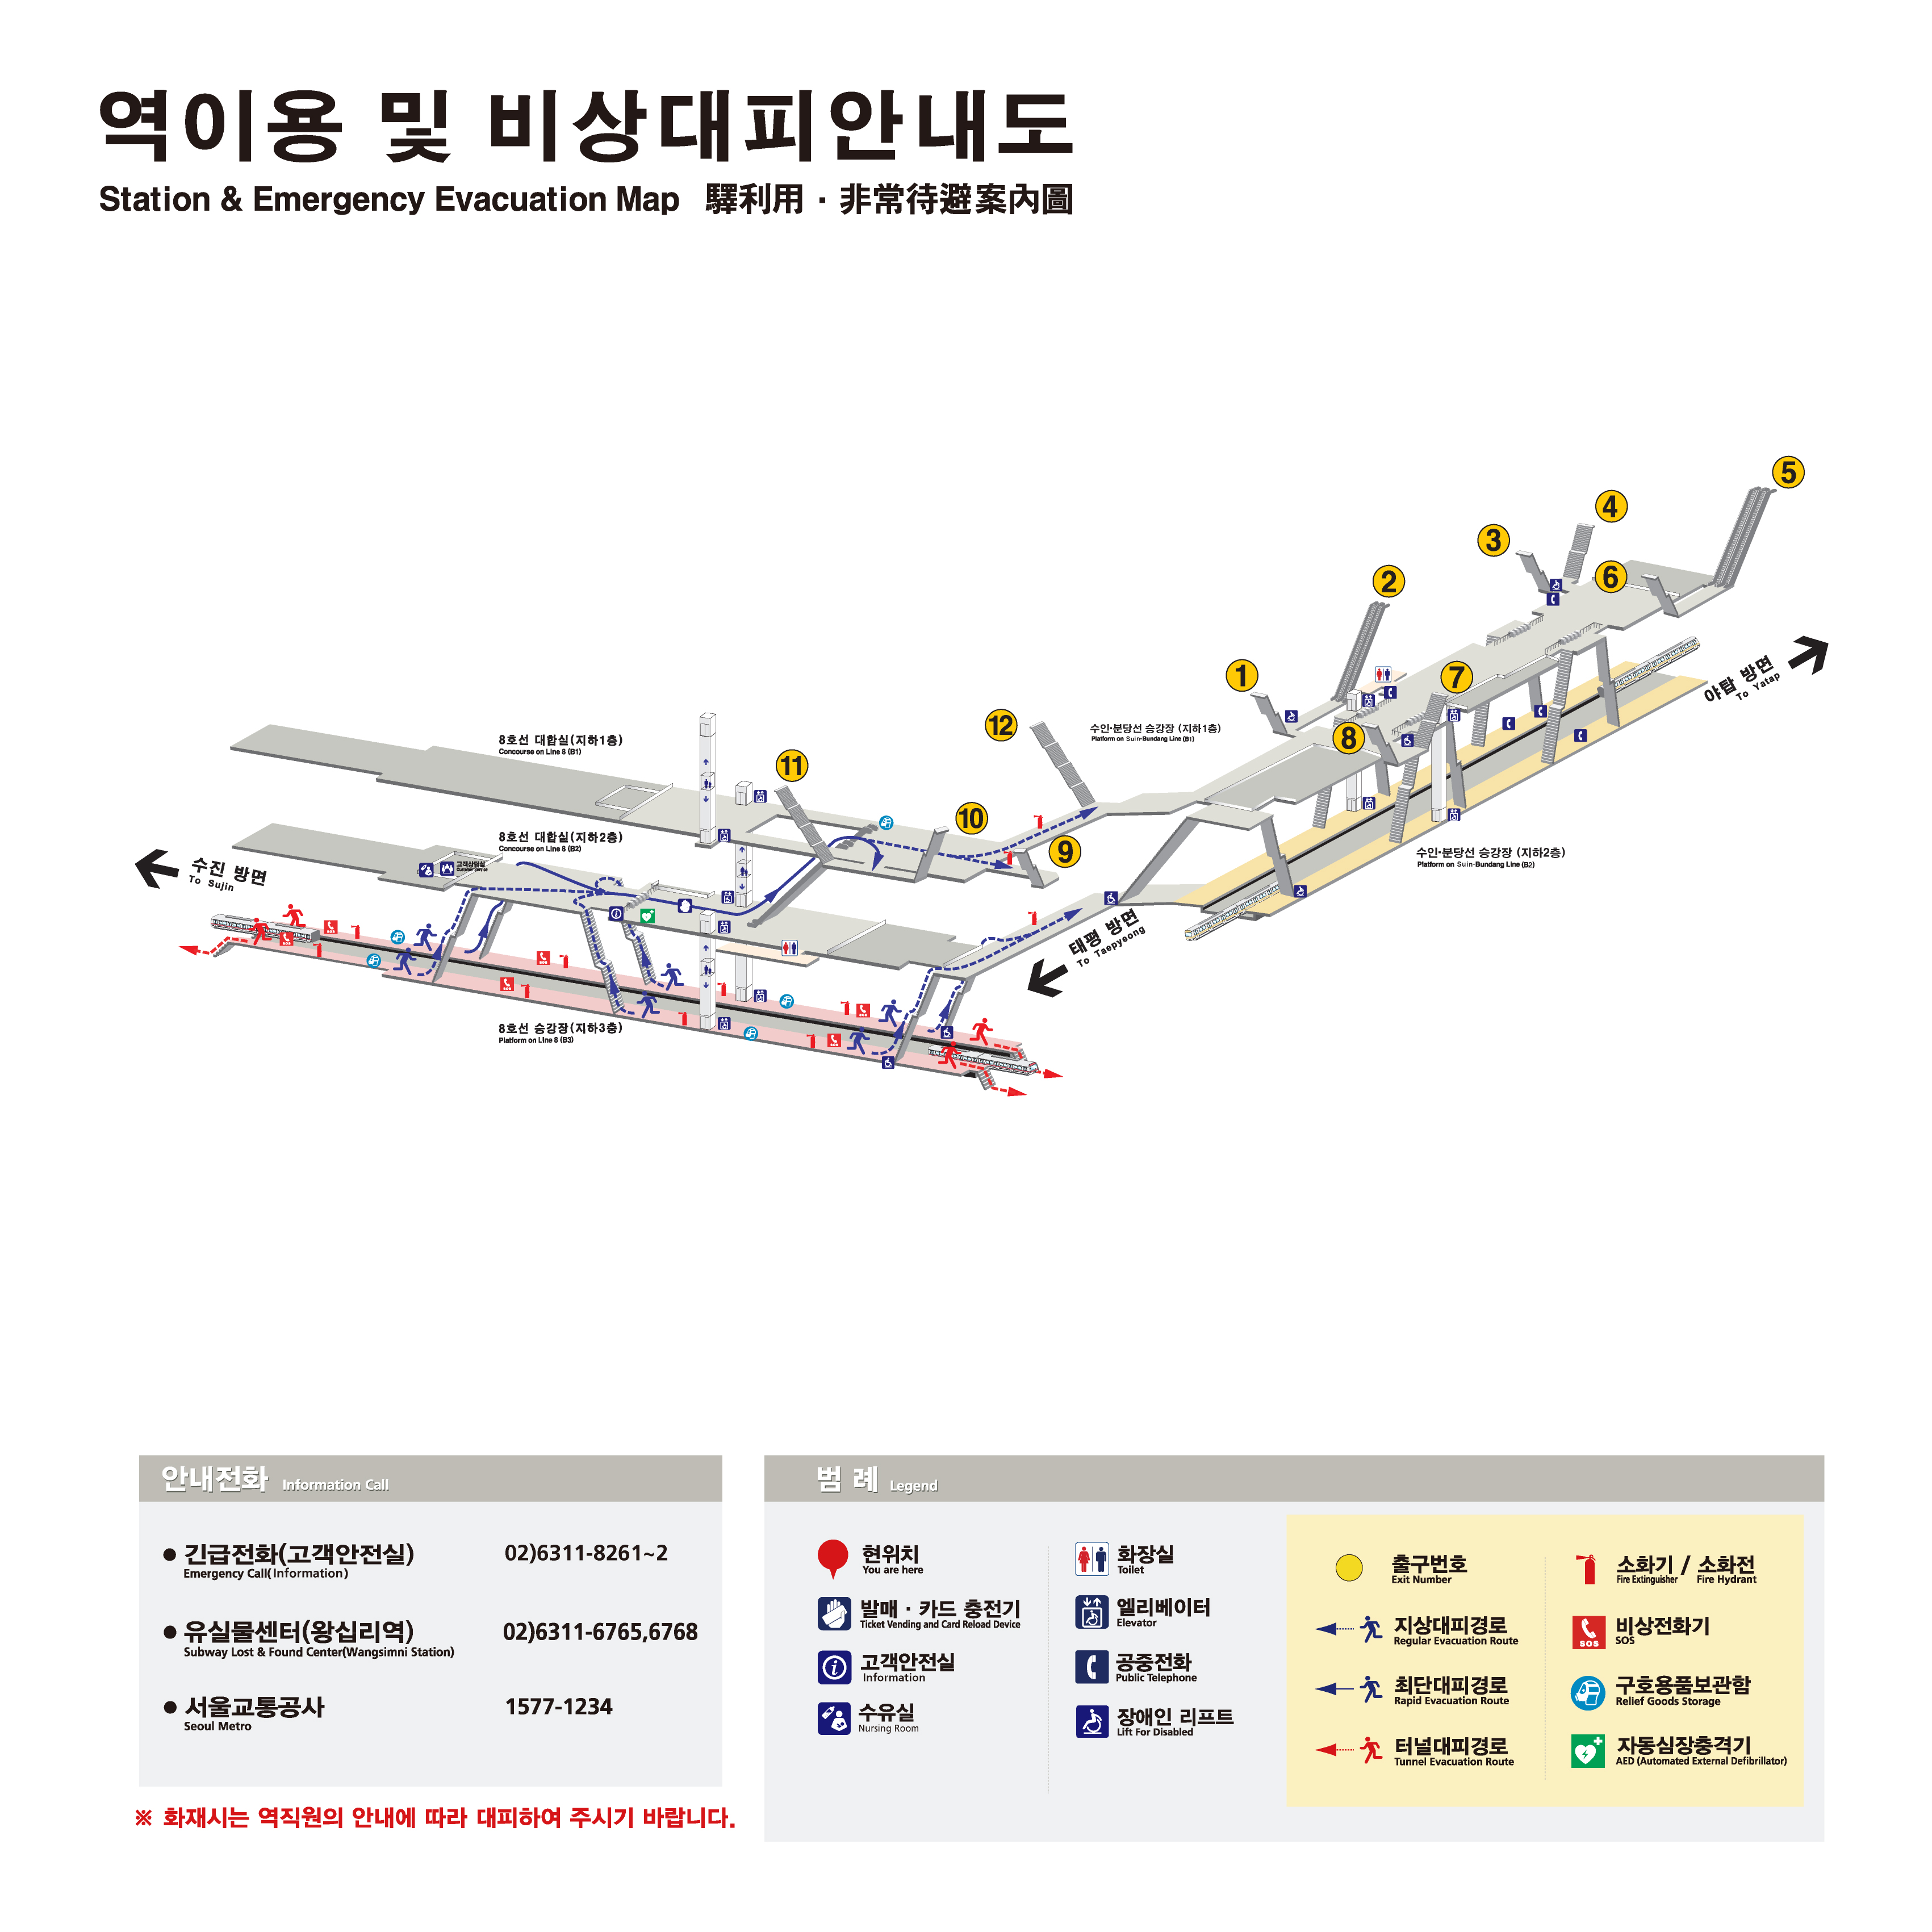 역이용 및 비상대피안내도
Station & Emergency Evacuation Map 驛利用 · 非常待避案內圖
5
4
3
6
2
1
7
8
12
11
10
9
야탑 방면
To Yatap
수인·분당선 승강장 (지하1층)
Platform on Suin-Bundang Line (B1)
8호선 대합실(지하1층)
Concourse on Line 8 (B1)
8호선 대합실(지하2층)
Concourse on Line 8 (B2)
수인·분당선 승강장 (지하2층)
Platform on Suin-Bundang Line (B2)
수진 방면
To Sujin
고객상담실
태평 방면
To Taepyeong
8호선 승강장(지하3층)
Platform on Line 8 (B3)
안내전화 Information Call
● 긴급전화(고객안전실) 02)6311-8261~2
Emergency Call(Information)
● 유실물센터(왕십리역) 02)6311-6765,6768
Subway Lost & Found Center(Wangsimni Station)
● 서울교통공사 1577-1234
Seoul Metro
※ 화재시는 역직원의 안내에 따라 대피하여 주시기 바랍니다.
범 례 Legend
현위치
You are here
발매 · 카드 충전기
Ticket Vending and Card Reload Device
고객안전실
Information
수유실
Nursing Room
화장실
Toilet
엘리베이터
Elevator
공중전화
Public Telephone
장애인 리프트
Lift For Disabled
출구번호
Exit Number
지상대피경로
Regular Evacuation Route
최단대피경로
Rapid Evacuation Route
터널대피경로
Tunnel Evacuation Route
소화기 / 소화전
Fire Extinguisher Fire Hydrant
SOS
비상전화기
SOS
구호용품보관함
Relief Goods Storage
자동심장충격기
AED (Automated External Defibrillator)